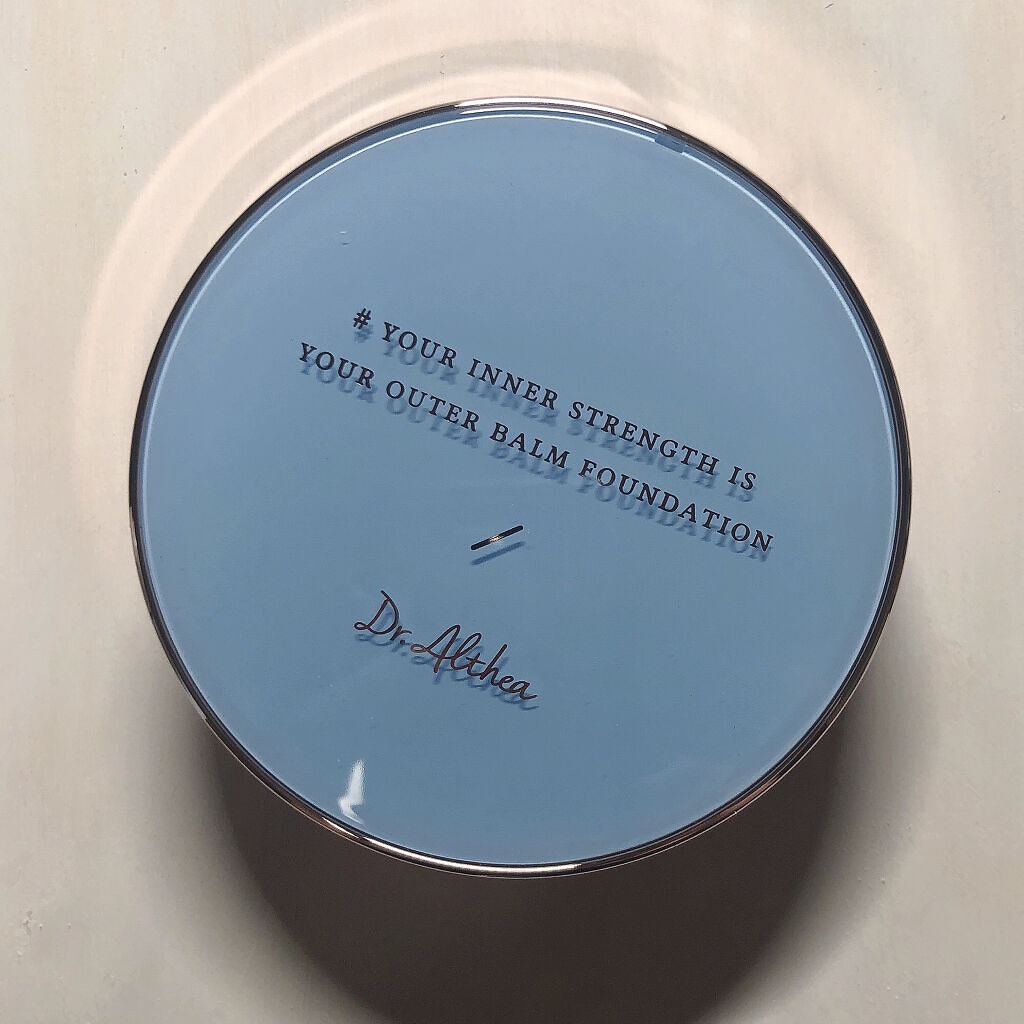 # YOUR INNER STRENGTH IS
YOUR OUTER BALM FOUNDATION
Dr. Althea